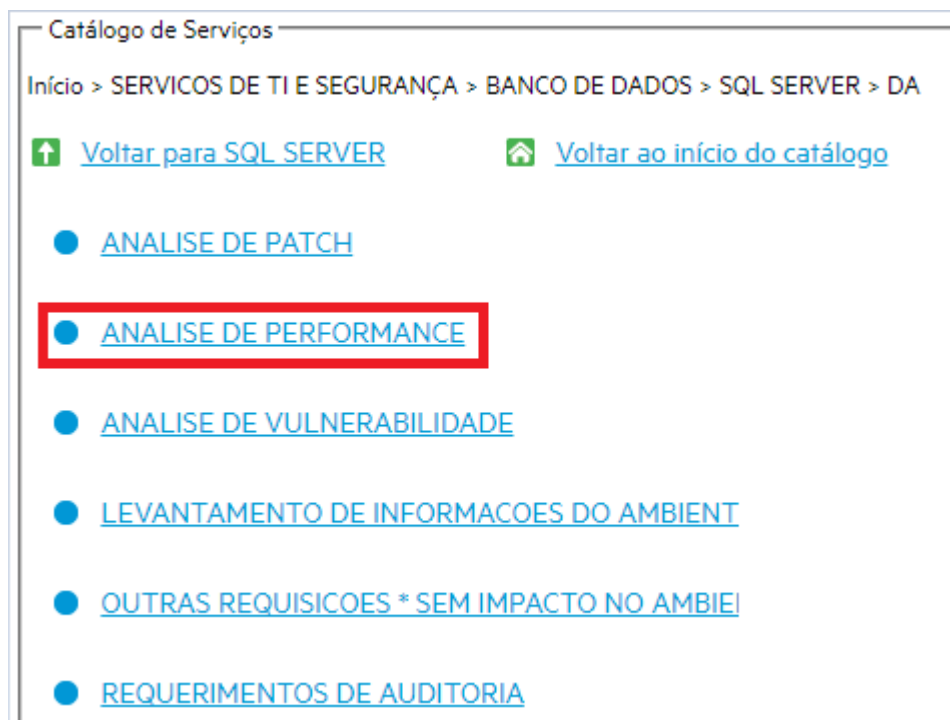 Catálogo de Serviços
Início > SERVICOS DE TI E SEGURANÇA > BANCO DE DADOS > SQL SERVER > DA
Voltar para SQL SERVER Voltar ao início do catálogo
ANALISE DE PATCH
ANALISE DE PERFORMANCE
ANALISE DE VULNERABILIDADE
LEVANTAMENTO DE INFORMACOES DO AMBIENT
OUTRAS REQUISICOES * SEM IMPACTO NO AMBIE
REQUERIMENTOS DE AUDITORIA